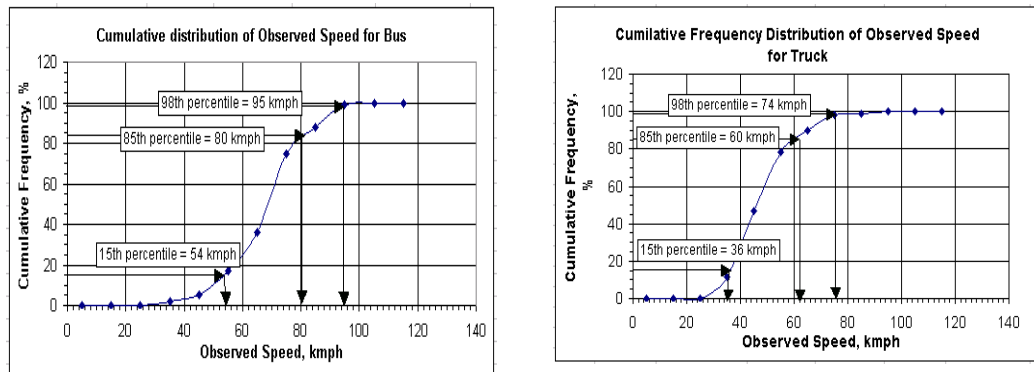 Cumulative distribution of Observed Speed for Bus
Cumulative Frequency, %
120
100
80
60
40
20
0
98th percentile = 95 kmph
85th percentile = 80 kmph
15th percentile = 54 kmph
0 20 40 60 80 100 120 140
Observed Speed, kmph
Cumilative Frequency Distribution of Observed Speed
for Truck
Cumulative Frequency,
%
120
100
80
60
40
20
0
98th percentile = 74 kmph
85th percentile = 60 kmph
15th percentile = 36 kmph
0 20 40 60 80 100 120 140
Observed Speed, kmph